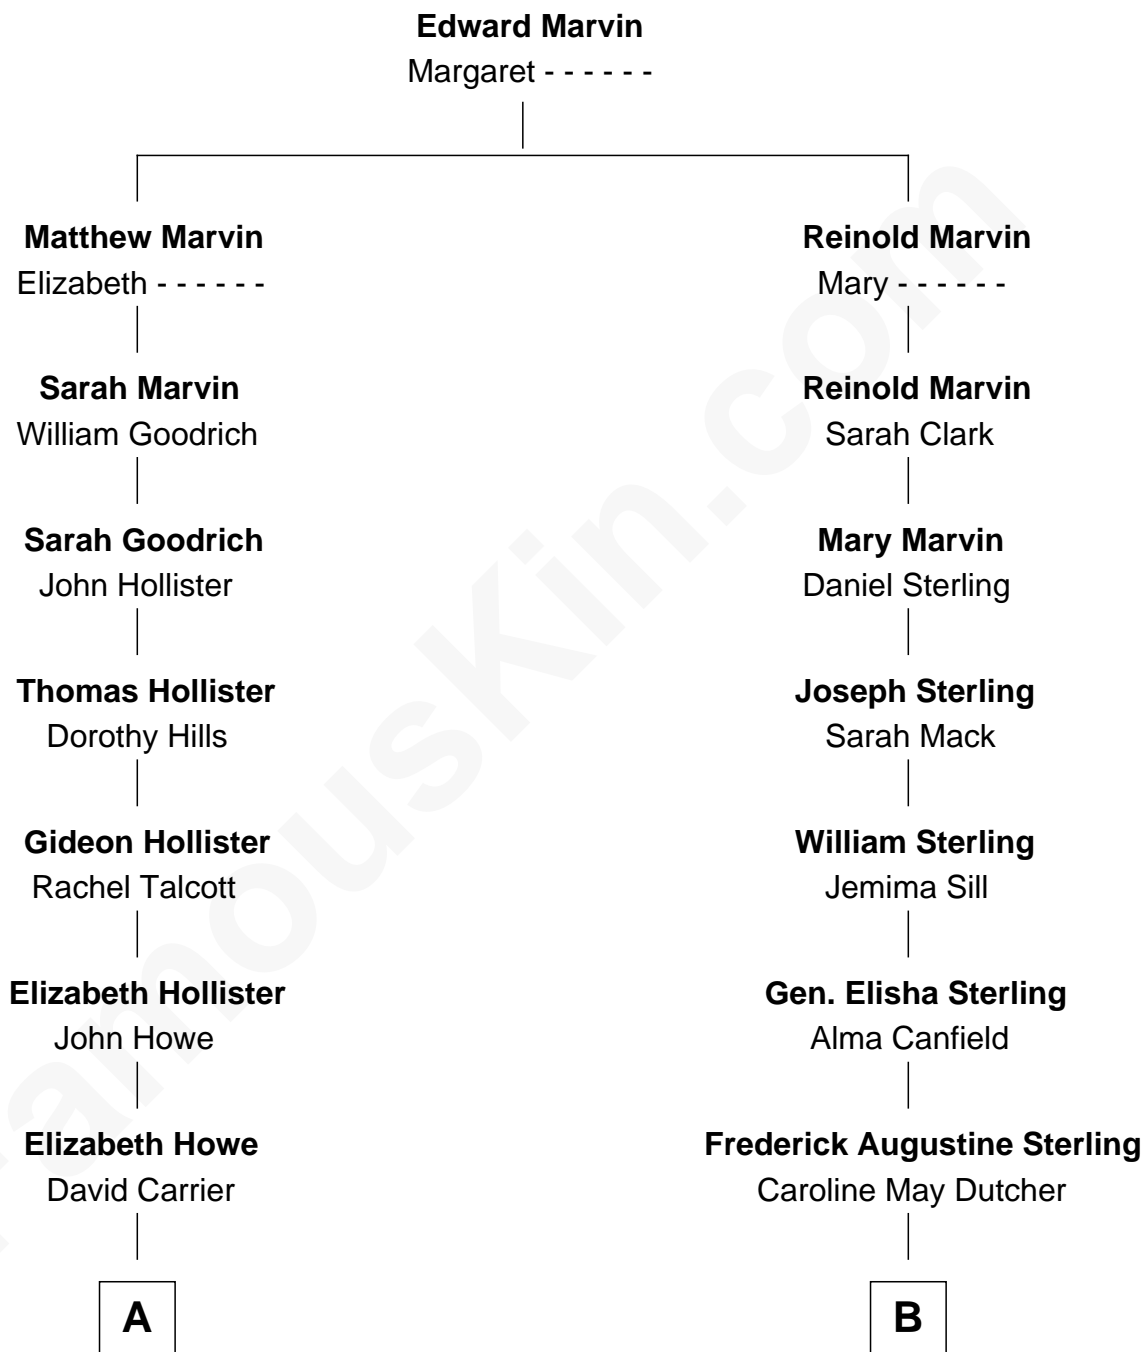 Edward Marvin
Margaret - - - - - -
Matthew Marvin
Elizabeth - - - - - -
Reinold Marvin
Mary - - - - - -
Sarah Marvin
William Goodrich
Reinold Marvin
Sarah Clark
Sarah Goodrich
John Hollister
Mary Marvin
Daniel Sterling
Thomas Hollister
Dorothy Hills
Joseph Sterling
Sarah Mack
Gideon Hollister
Rachel Talcott
William Sterling
Jemima Sill
Elizabeth Hollister
John Howe
Gen. Elisha Sterling
Alma Canfield
Elizabeth Howe
David Carrier
Frederick Augustine Sterling
Caroline May Dutcher
A
B
FamousKin.com